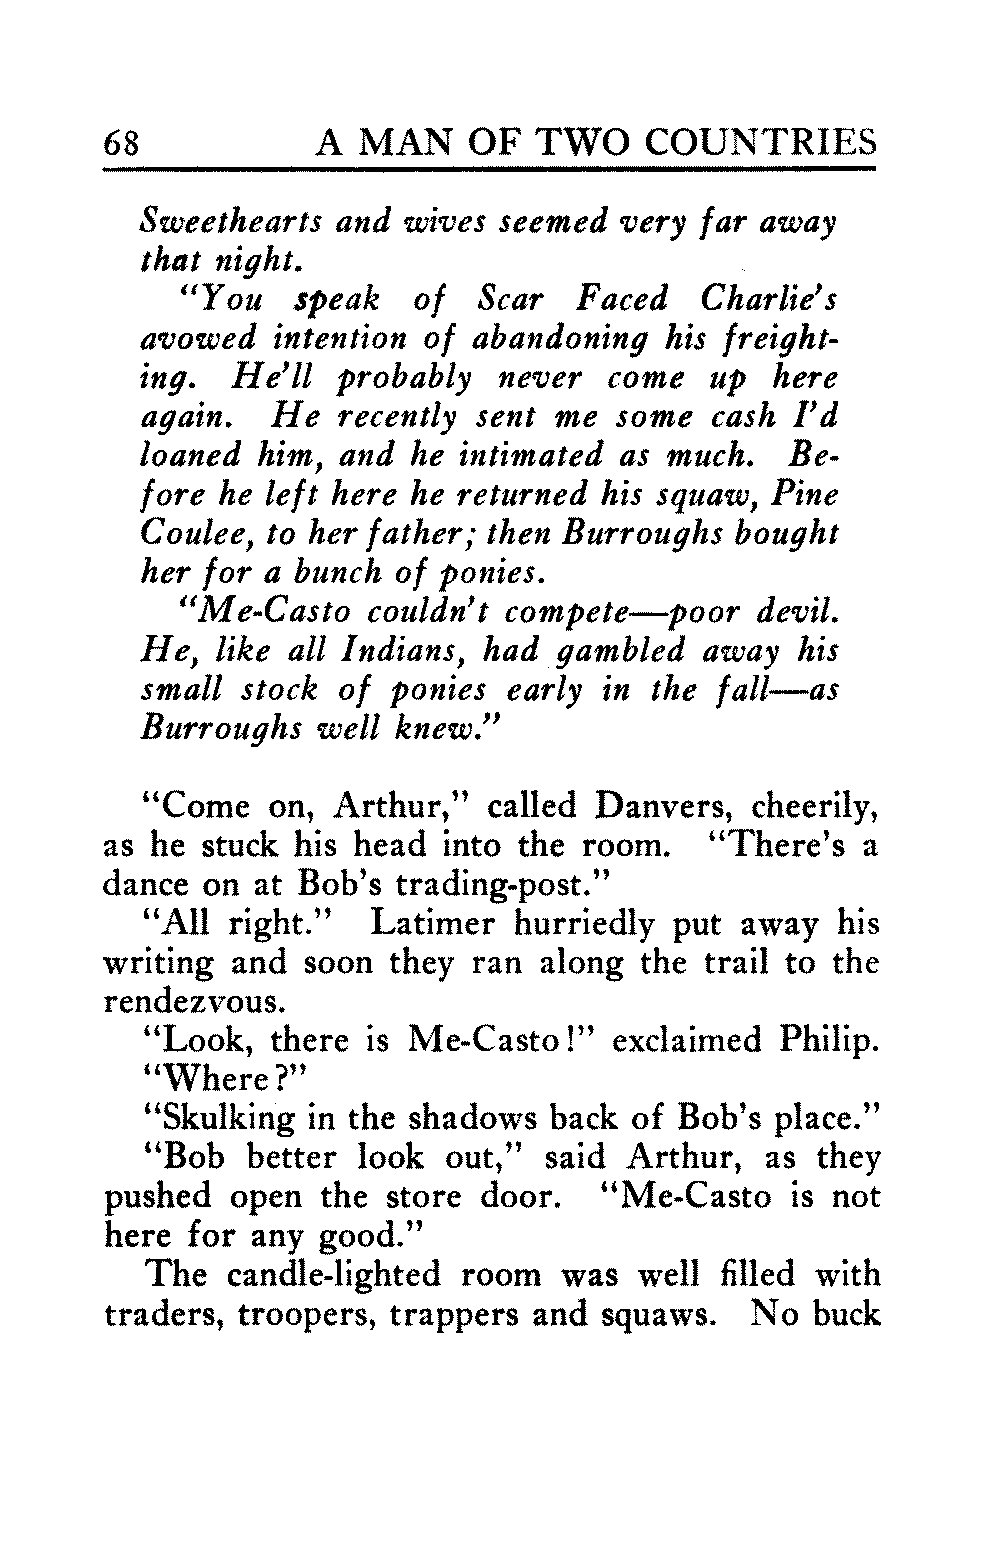 68 A MAN OF TWO COUNTRIES
Sweethearts and wives seemed very far away
that night.
“You speak of Scar Faced Charlie’s
avowed intention of abandoning his freight-
ing. He’ll probably never come up here
again. He recently sent me some cash I’d
loaned him, and he intimated as much. Be-
fore he left here he returned his squaw, Pine
Coulee, to her father; then Burroughs bought
her for a bunch of ponies.
“Me-Casto couldn’t compete—poor devil.
He, like all Indians, had gambled away his
small stock of ponies early in the fall—as
Burroughs well knew.”
“Come on, Arthur,” called Danvers, cheerily,
as he stuck his head into the room. “There’s a
dance on at Bob’s trading-post.”
“All right.” Latimer hurriedly put away his
writing and soon they ran along the trail to the
rendezvous.
“Look, there is Me-Casto!” exclaimed Philip.
“Where?”
“Skulking in the shadows back of Bob’s place.”
“Bob better look out,” said Arthur, as they
pushed open the store door. “Me-Casto is not
here for any good.”
The candle-lighted room was well filled with
traders, troopers, trappers and squaws. No buck